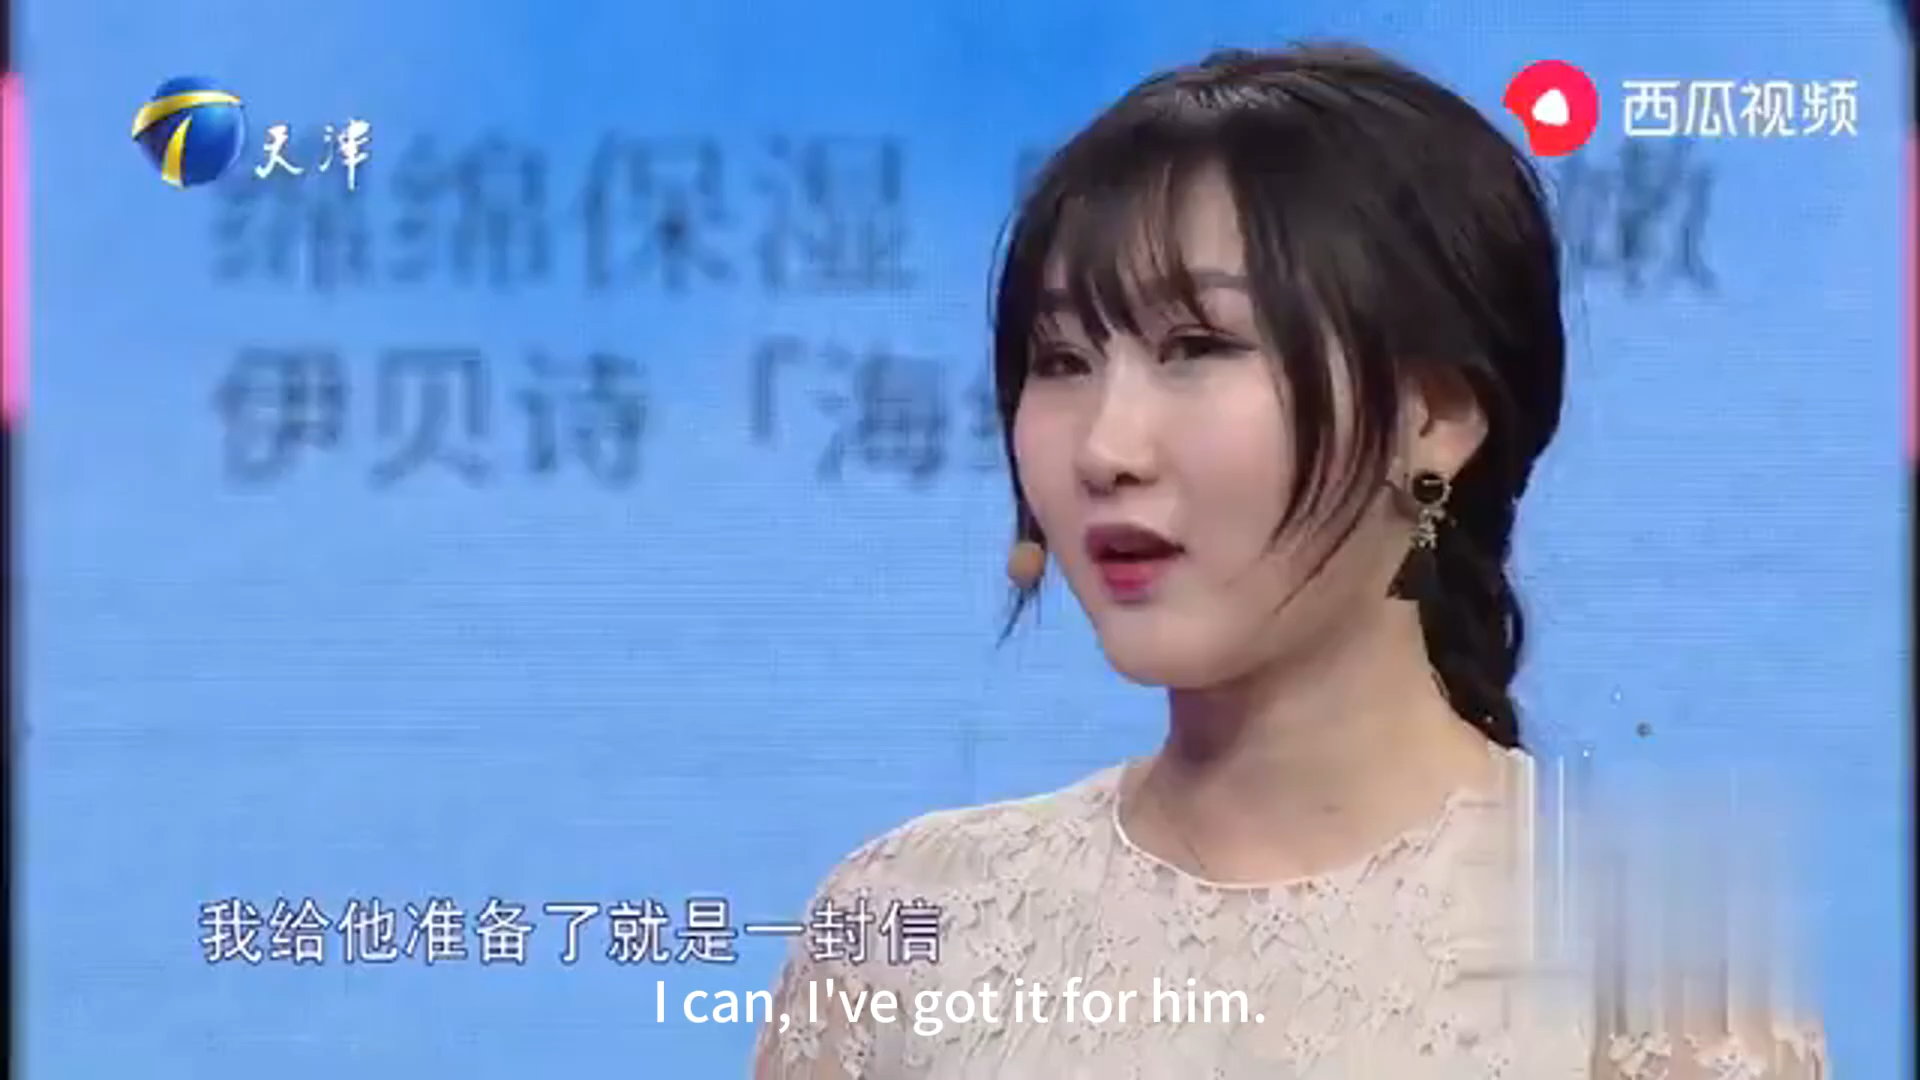 天津
西瓜视频
绵绵保湿
嫩
伊贝诗「海
我给他准备了就是一封信
I can, I've got it for him.